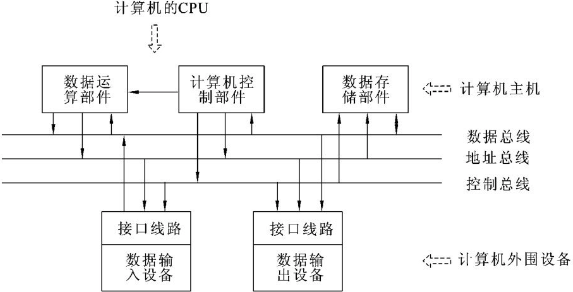 计算机的CPU
数据运
算部件
计算机控
制部件
数据存
储部件
计算机主机
数据总线
地址总线
控制总线
接口线路
数据输
入设备
接口线路
数据输
出设备
计算机外围设备